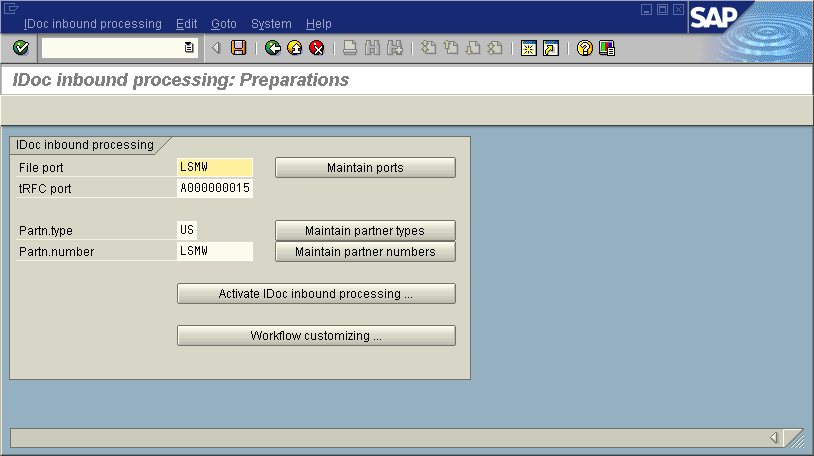 IDoc inbound processing Edit Goto System Help
SAP
IDoc inbound processing: Preparations
IDoc inbound processing
File port LSMW Maintain ports
tRFC port A000000015
Partn.type US Maintain partner types
Partn.number LSMW Maintain partner numbers
Activate IDoc inbound processing ...
Workflow customizing ...